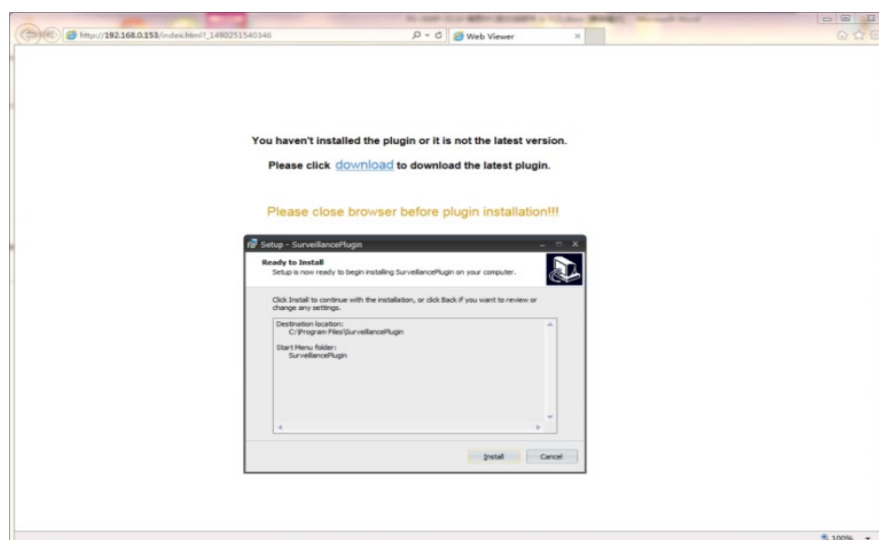 http://192.168.0.153/index.html?_1490251540346
Web Viewer
You haven't installed the plugin or it is not the latest version.
Please click download to download the latest plugin.
Please close browser before plugin installation!!!
Setup - SurveillancePlugin
Ready to Install
Setup is now ready to begin installing SurveillancePlugin on your computer.
Click Install to continue with the installation, or click Back if you want to review or
change any settings.
Destination location:
C:\Program Files\SurveillancePlugin
Start Menu folder:
SurveillancePlugin
Install
Cancel
100%